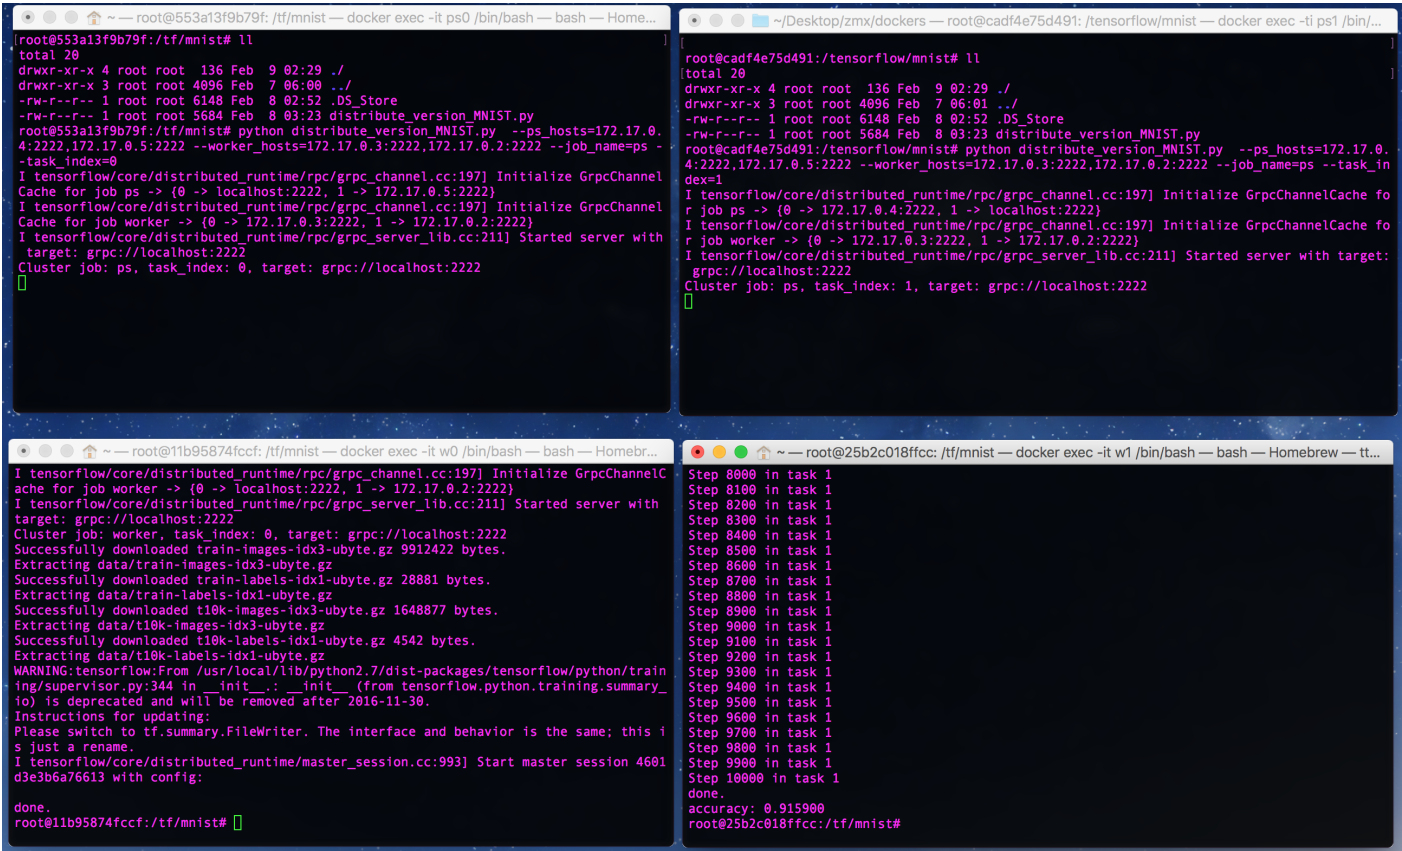 ~ — root@553a13f9b79f: /tf/mnist — docker exec -it ps0 /bin/bash — bash — Home...
[root@553a13f9b79f:/tf/mnist# ll ]
total 20
drwxr-xr-x 4 root root  136 Feb  9 02:29 ./
drwxr-xr-x 3 root root 4096 Feb  7 06:00 ../
-rw-r--r-- 1 root root 6148 Feb  8 02:52 .DS_Store
-rw-r--r-- 1 root root 5684 Feb  8 03:23 distribute_version_MNIST.py
root@553a13f9b79f:/tf/mnist# python distribute_version_MNIST.py  --ps_hosts=172.17.0.
4:2222,172.17.0.5:2222 --worker_hosts=172.17.0.3:2222,172.17.0.2:2222 --job_name=ps -
-task_index=0
I tensorflow/core/distributed_runtime/rpc/grpc_channel.cc:197] Initialize GrpcChannel
Cache for job ps -> {0 -> localhost:2222, 1 -> 172.17.0.5:2222}
I tensorflow/core/distributed_runtime/rpc/grpc_channel.cc:197] Initialize GrpcChannel
Cache for job worker -> {0 -> 172.17.0.3:2222, 1 -> 172.17.0.2:2222}
I tensorflow/core/distributed_runtime/rpc/grpc_server_lib.cc:211] Started server with
 target: grpc://localhost:2222
Cluster job: ps, task_index: 0, target: grpc://localhost:2222
~/Desktop/zmx/dockers — root@cadf4e75d491: /tensorflow/mnist — docker exec -ti ps1 /bin/...
[ ]
root@cadf4e75d491:/tensorflow/mnist# ll
[total 20 ]
drwxr-xr-x 4 root root  136 Feb  9 02:29 ./
drwxr-xr-x 3 root root 4096 Feb  7 06:01 ../
-rw-r--r-- 1 root root 6148 Feb  8 02:52 .DS_Store
-rw-r--r-- 1 root root 5684 Feb  8 03:23 distribute_version_MNIST.py
root@cadf4e75d491:/tensorflow/mnist# python distribute_version_MNIST.py  --ps_hosts=172.17.0.
4:2222,172.17.0.5:2222 --worker_hosts=172.17.0.3:2222,172.17.0.2:2222 --job_name=ps --task_in
dex=1
I tensorflow/core/distributed_runtime/rpc/grpc_channel.cc:197] Initialize GrpcChannelCache fo
r job ps -> {0 -> 172.17.0.4:2222, 1 -> localhost:2222}
I tensorflow/core/distributed_runtime/rpc/grpc_channel.cc:197] Initialize GrpcChannelCache fo
r job worker -> {0 -> 172.17.0.3:2222, 1 -> 172.17.0.2:2222}
I tensorflow/core/distributed_runtime/rpc/grpc_server_lib.cc:211] Started server with target:
 grpc://localhost:2222
Cluster job: ps, task_index: 1, target: grpc://localhost:2222
~ — root@11b95874fccf: /tf/mnist — docker exec -it w0 /bin/bash — bash — Homebr...
I tensorflow/core/distributed_runtime/rpc/grpc_channel.cc:197] Initialize GrpcChannelC
ache for job worker -> {0 -> localhost:2222, 1 -> 172.17.0.2:2222}
I tensorflow/core/distributed_runtime/rpc/grpc_server_lib.cc:211] Started server with
target: grpc://localhost:2222
Cluster job: worker, task_index: 0, target: grpc://localhost:2222
Successfully downloaded train-images-idx3-ubyte.gz 9912422 bytes.
Extracting data/train-images-idx3-ubyte.gz
Successfully downloaded train-labels-idx1-ubyte.gz 28881 bytes.
Extracting data/train-labels-idx1-ubyte.gz
Successfully downloaded t10k-images-idx3-ubyte.gz 1648877 bytes.
Extracting data/t10k-images-idx3-ubyte.gz
Successfully downloaded t10k-labels-idx1-ubyte.gz 4542 bytes.
Extracting data/t10k-labels-idx1-ubyte.gz
WARNING:tensorflow:From /usr/local/lib/python2.7/dist-packages/tensorflow/python/train
ing/supervisor.py:344 in __init__.: __init__ (from tensorflow.python.training.summary_
io) is deprecated and will be removed after 2016-11-30.
Instructions for updating:
Please switch to tf.summary.FileWriter. The interface and behavior is the same; this i
s just a rename.
I tensorflow/core/distributed_runtime/master_session.cc:993] Start master session 4601
d3e3b6a76613 with config:
done.
root@11b95874fccf:/tf/mnist#
~ — root@25b2c018ffcc: /tf/mnist — docker exec -it w1 /bin/bash — bash — Homebrew — tt...
Step 8000 in task 1
Step 8100 in task 1
Step 8200 in task 1
Step 8300 in task 1
Step 8400 in task 1
Step 8500 in task 1
Step 8600 in task 1
Step 8700 in task 1
Step 8800 in task 1
Step 8900 in task 1
Step 9000 in task 1
Step 9100 in task 1
Step 9200 in task 1
Step 9300 in task 1
Step 9400 in task 1
Step 9500 in task 1
Step 9600 in task 1
Step 9700 in task 1
Step 9800 in task 1
Step 9900 in task 1
Step 10000 in task 1
done.
accuracy: 0.915900
root@25b2c018ffcc:/tf/mnist#